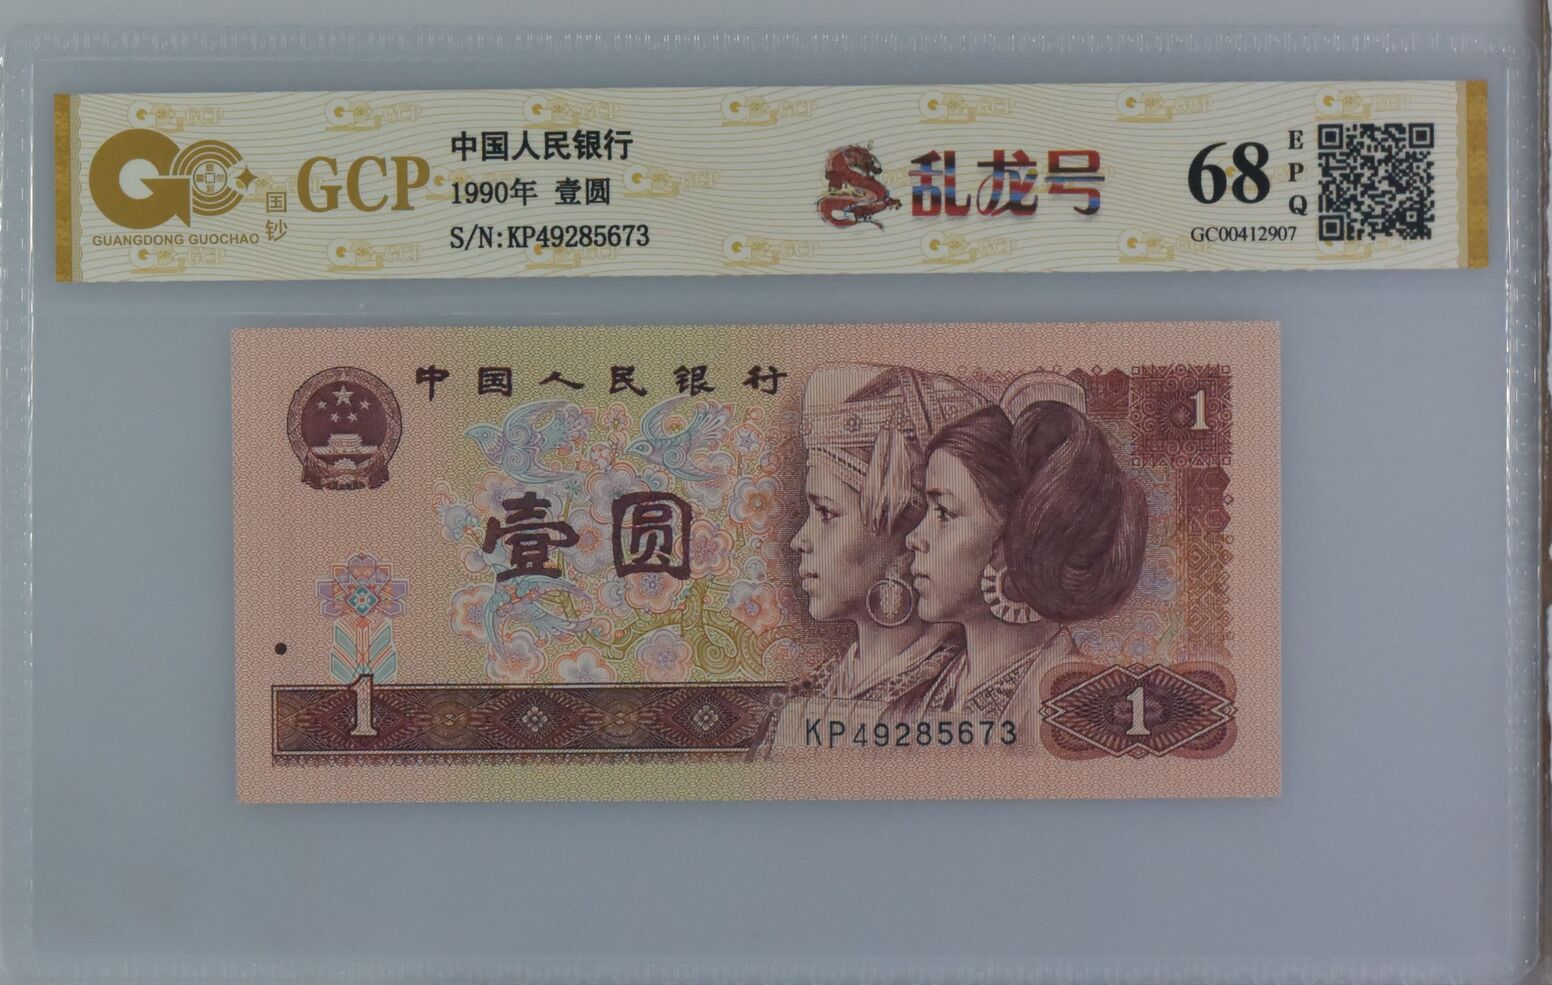 GCP
国钞
GUANGDONG GUOCHAO
中国人民银行
1990年 壹圆
S/N:KP49285673
乱龙号
68
EPQ
GC00412907
中国人民银行
1
壹圆
1
KP49285673
1